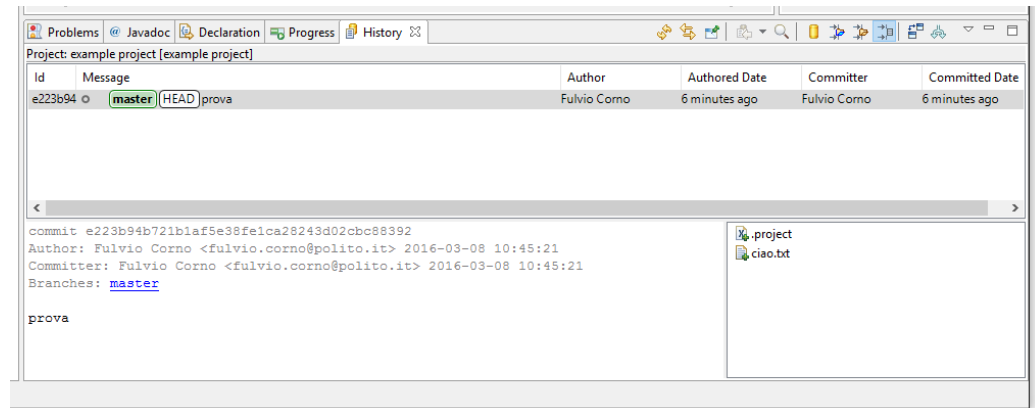 Problems @ Javadoc Declaration Progress History
Project: example project [example project]
Id Message Author Authored Date Committer Committed Date
e223b94 master HEAD prova Fulvio Corno 6 minutes ago Fulvio Corno 6 minutes ago
commit e223b94b721b1af5e38fe1ca28243d02cbc88392
Author: Fulvio Corno <fulvio.corno@polito.it> 2016-03-08 10:45:21
Committer: Fulvio Corno <fulvio.corno@polito.it> 2016-03-08 10:45:21
Branches: master
prova
.project
ciao.txt